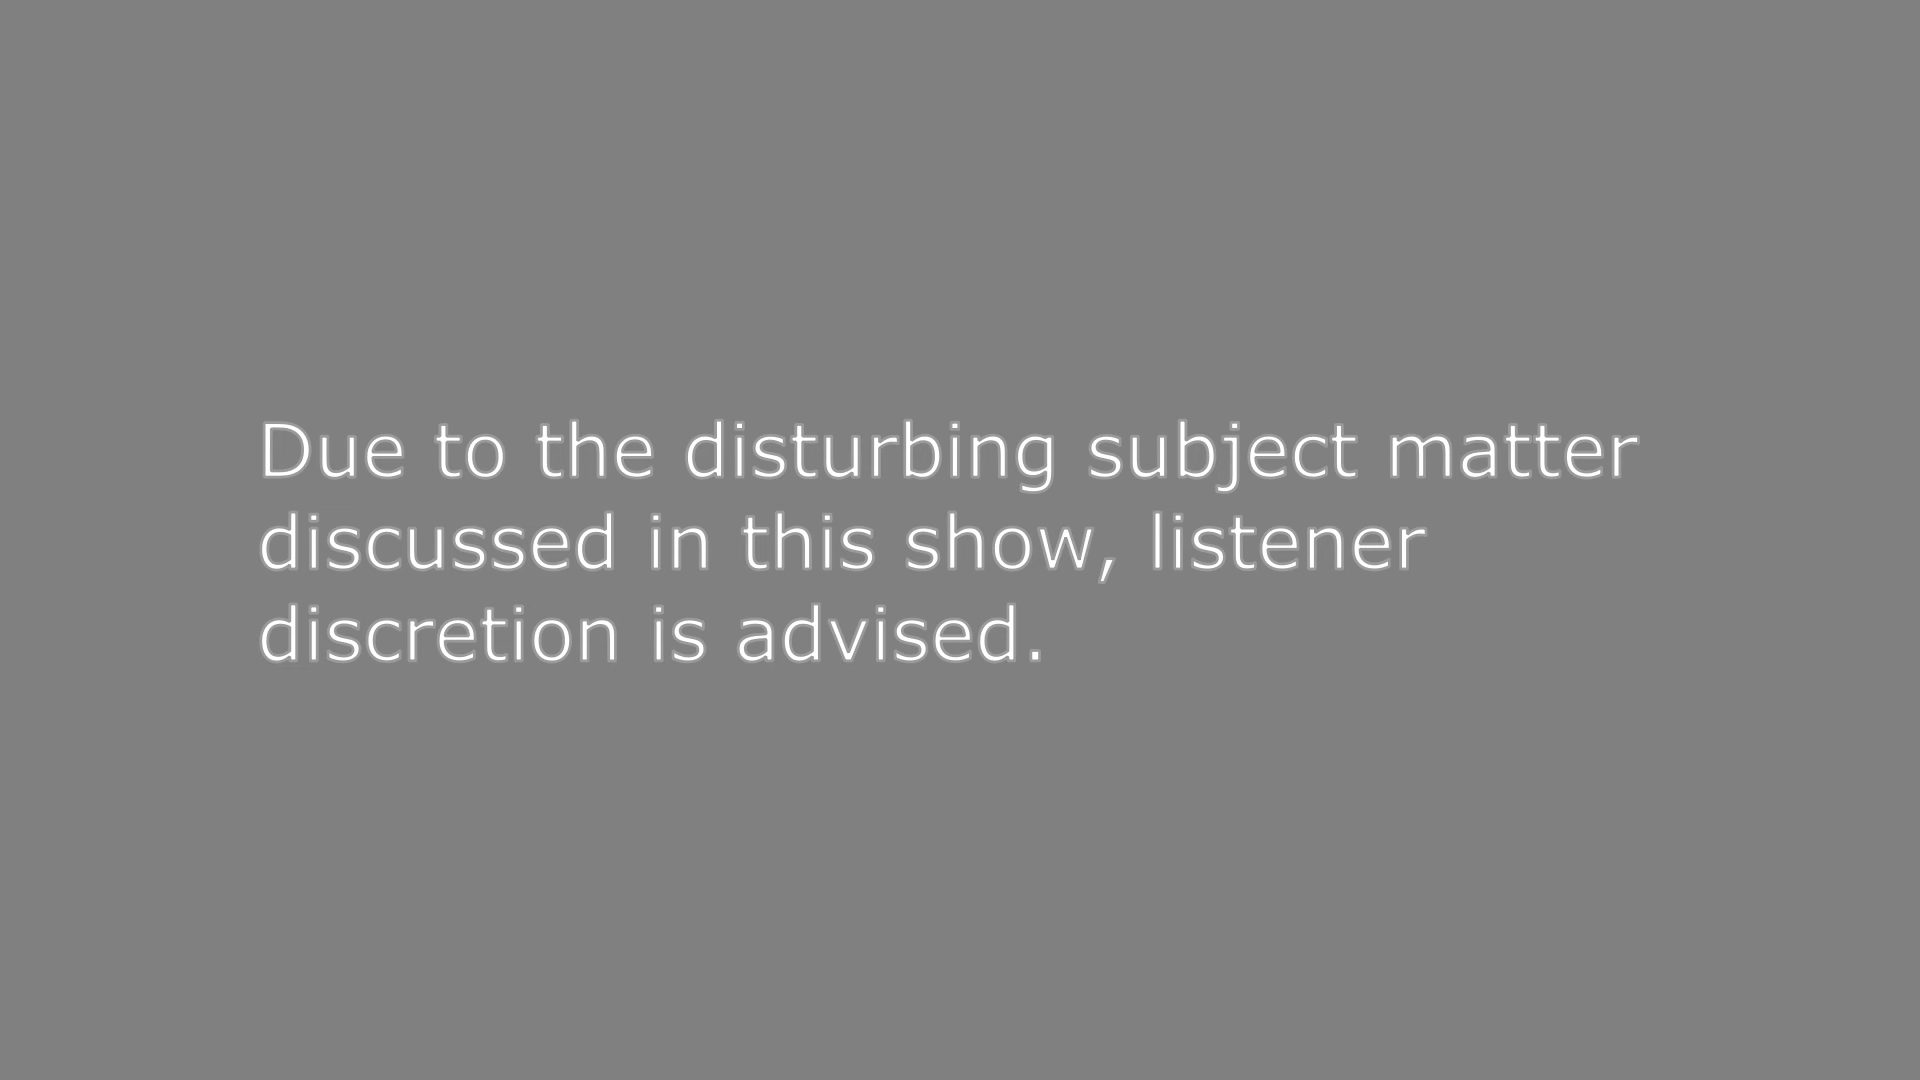 Due to the disturbing subject matter
discussed in this show, listener
discretion is advised.